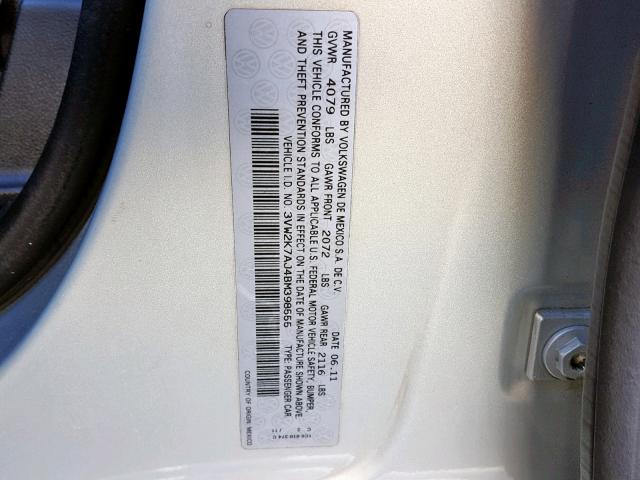 MANUFACTURED BY VOLKSWAGEN DE MEXICO S.A. DE C.V. DATE 06.11
GVWR 4079 LBS GAWR FRONT 2072 LBS GAWR REAR 2116 LBS
THIS VEHICLE CONFORMS TO ALL APPLICABLE U.S. FEDERAL MOTOR VEHICLE SAFETY, BUMPER,
AND THEFT PREVENTION STANDARDS IN EFFECT ON THE DATE OF MANUFACTURE SHOWN ABOVE.
VEHICLE I.D. NO. 3VW2K7AJ4BM398555 TYPE: PASSENGER CAR
COUNTRY OF ORIGIN: MEXICO